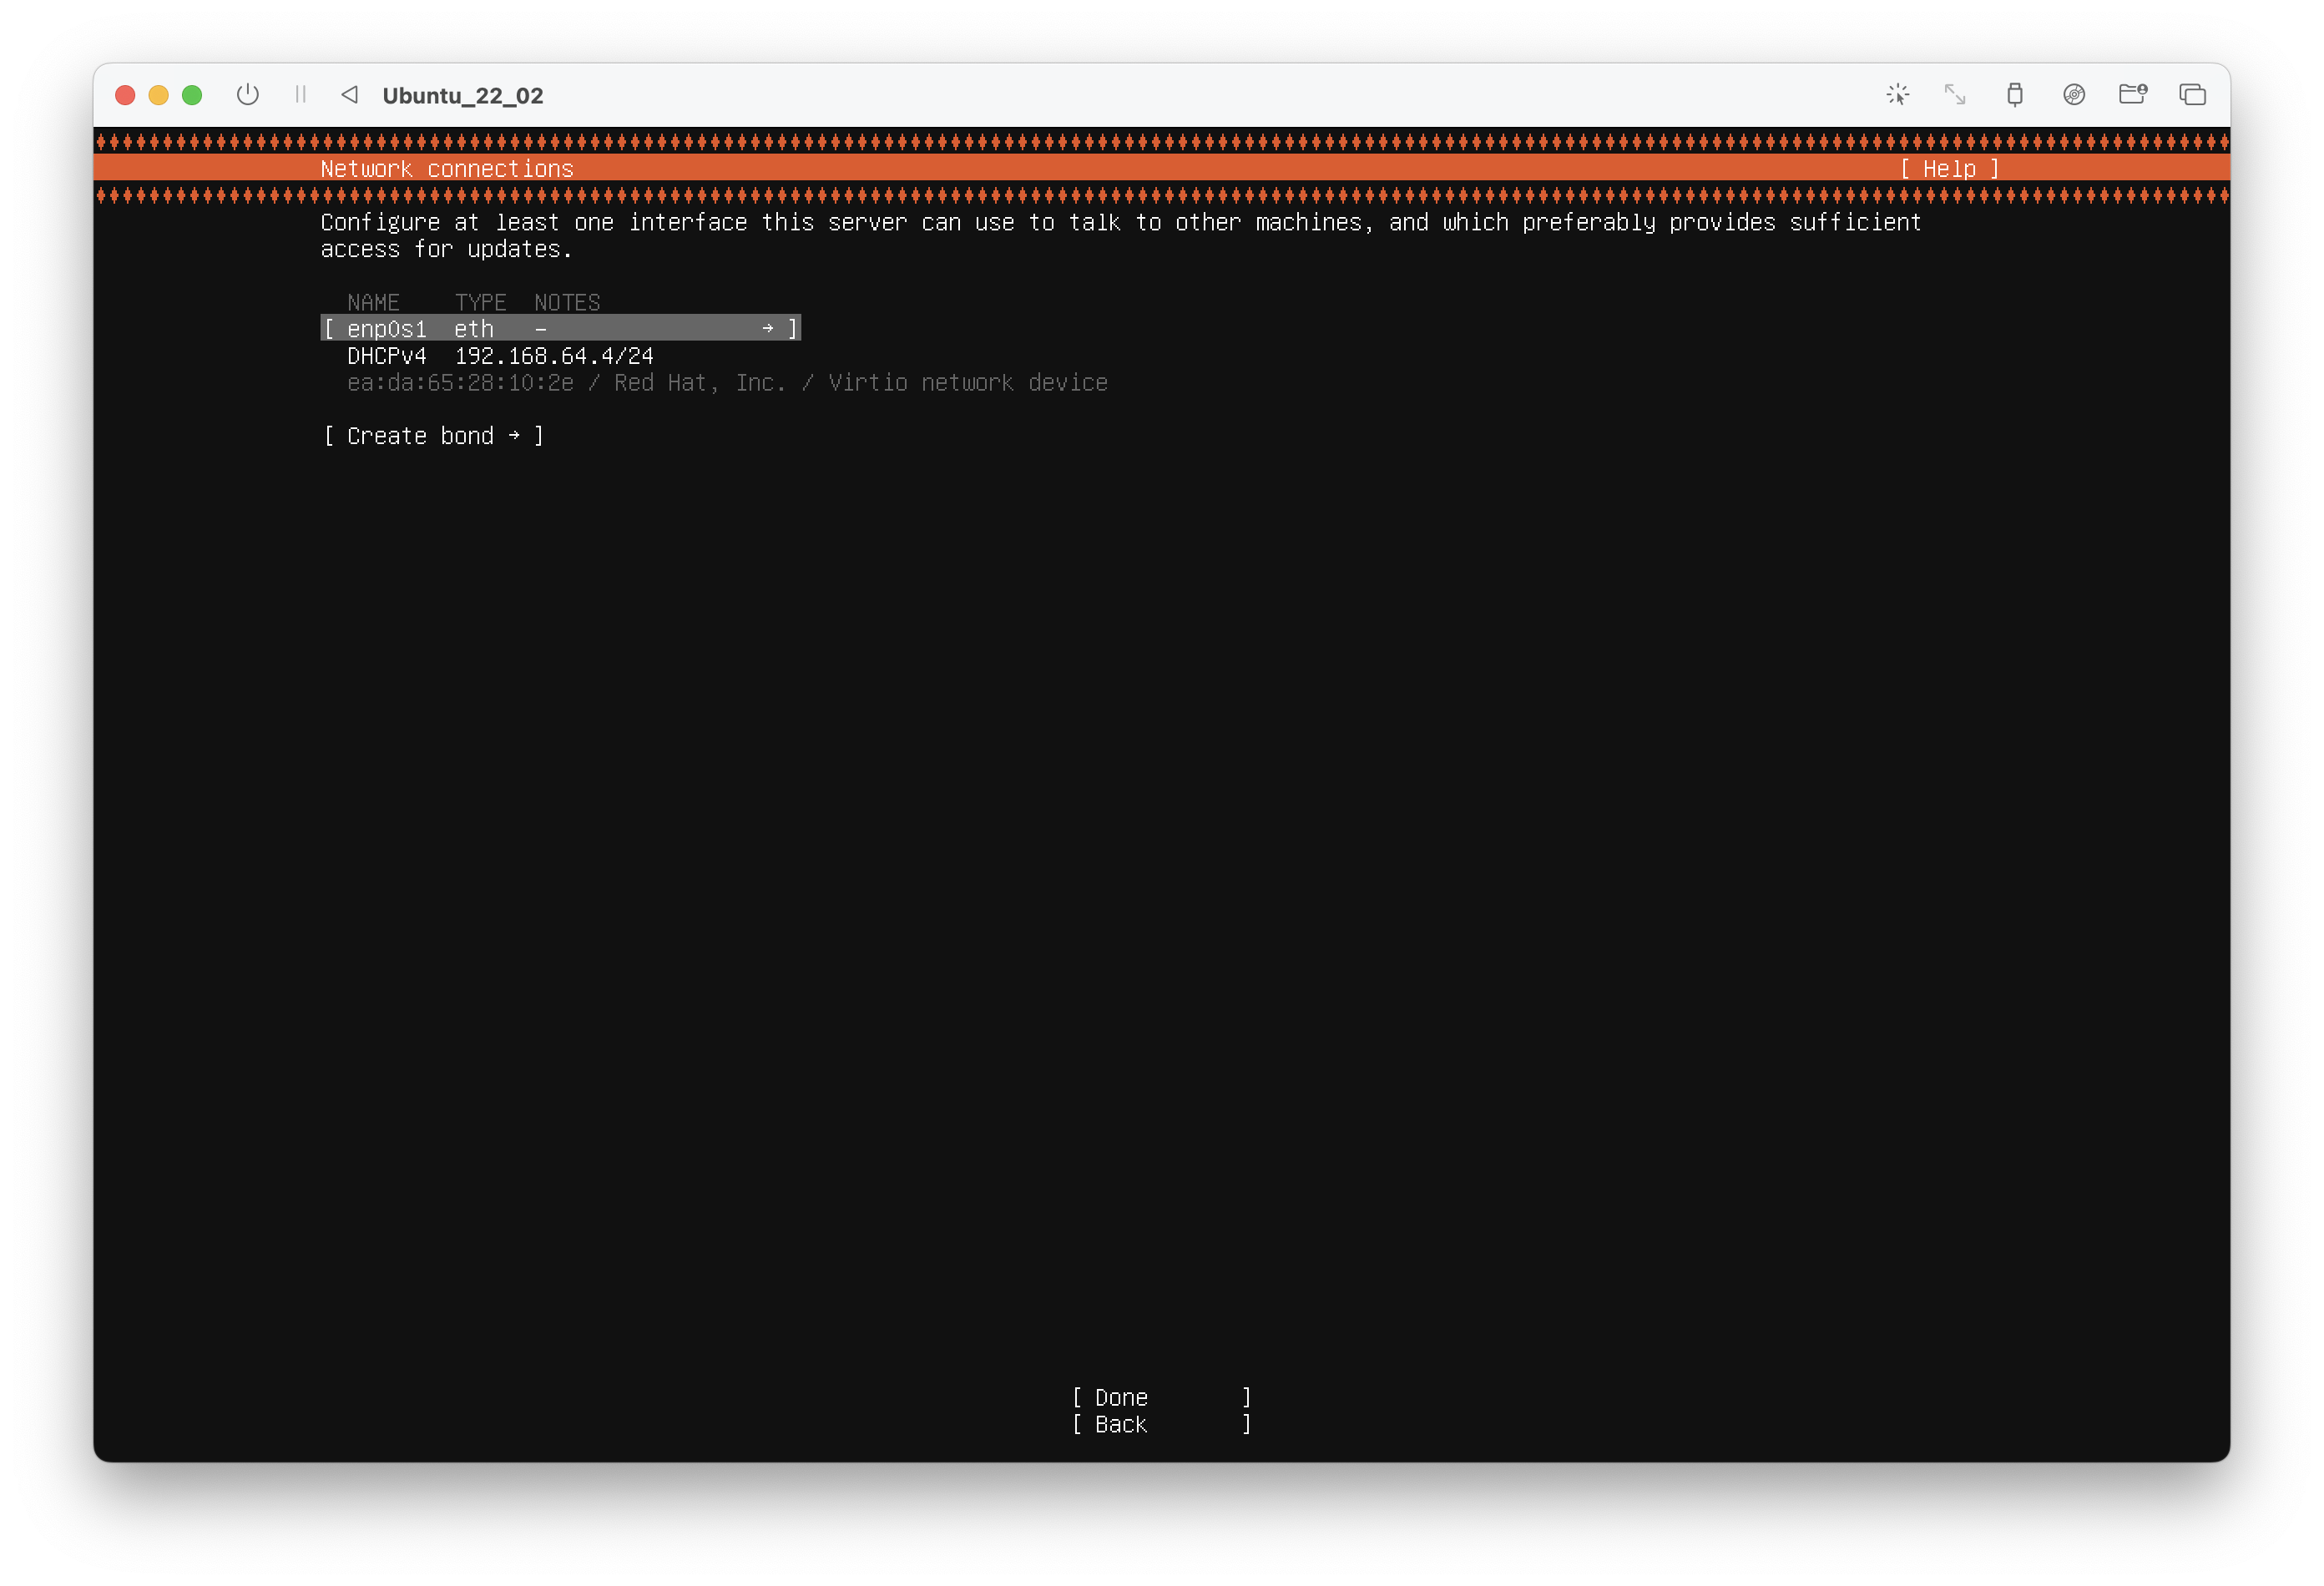 Ubuntu_22_02
Network connections [ Help ]
Configure at least one interface this server can use to talk to other machines, and which preferably provides sufficient
access for updates.
NAME TYPE NOTES
[ enp0s1 eth - → ]
DHCPv4 192.168.64.4/24
ea:da:65:28:10:2e / Red Hat, Inc. / Virtio network device
[ Create bond → ]
[ Done ]
[ Back ]